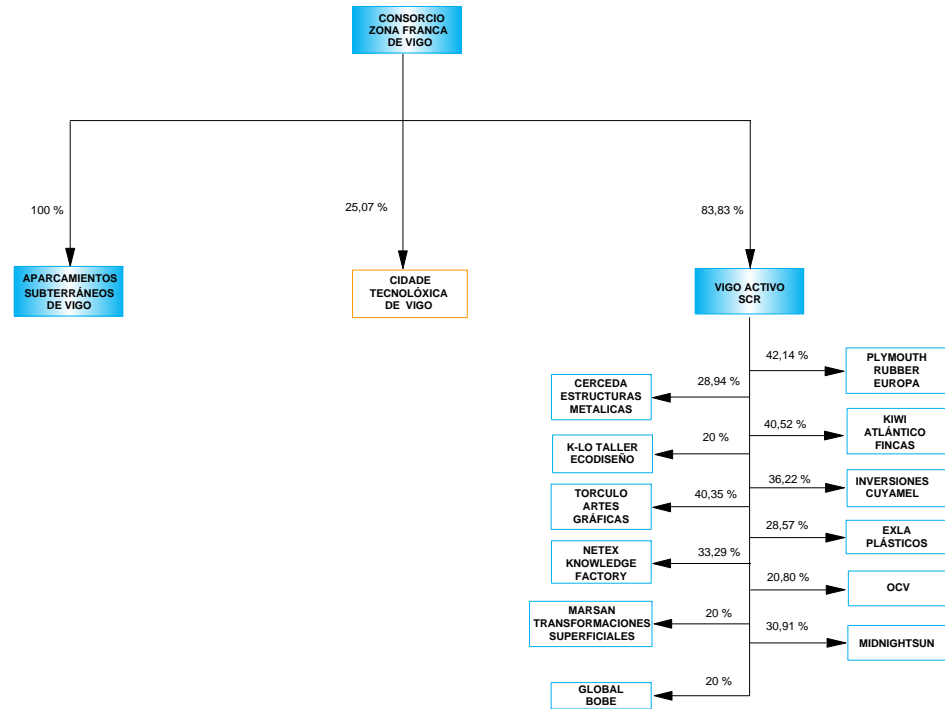 CONSORCIO
ZONA FRANCA
DE VIGO
100 %
25,07 %
83,83 %
APARCAMIENTOS
SUBTERRÁNEOS
DE VIGO
CIDADE
TECNOLÓXICA
DE VIGO
VIGO ACTIVO
SCR
42,14 %
PLYMOUTH
RUBBER
EUROPA
28,94 %
CERCEDA
ESTRUCTURAS
METALICAS
40,52 %
KIWI
ATLÁNTICO
FINCAS
20 %
K-LO TALLER
ECODISEÑO
36,22 %
INVERSIONES
CUYAMEL
40,35 %
TORCULO
ARTES
GRÁFICAS
28,57 %
EXLA
PLÁSTICOS
33,29 %
NETEX
KNOWLEDGE
FACTORY
20,80 %
OCV
20 %
MARSAN
TRANSFORMACIONES
SUPERFICIALES
30,91 %
MIDNIGHTSUN
20 %
GLOBAL
BOBE